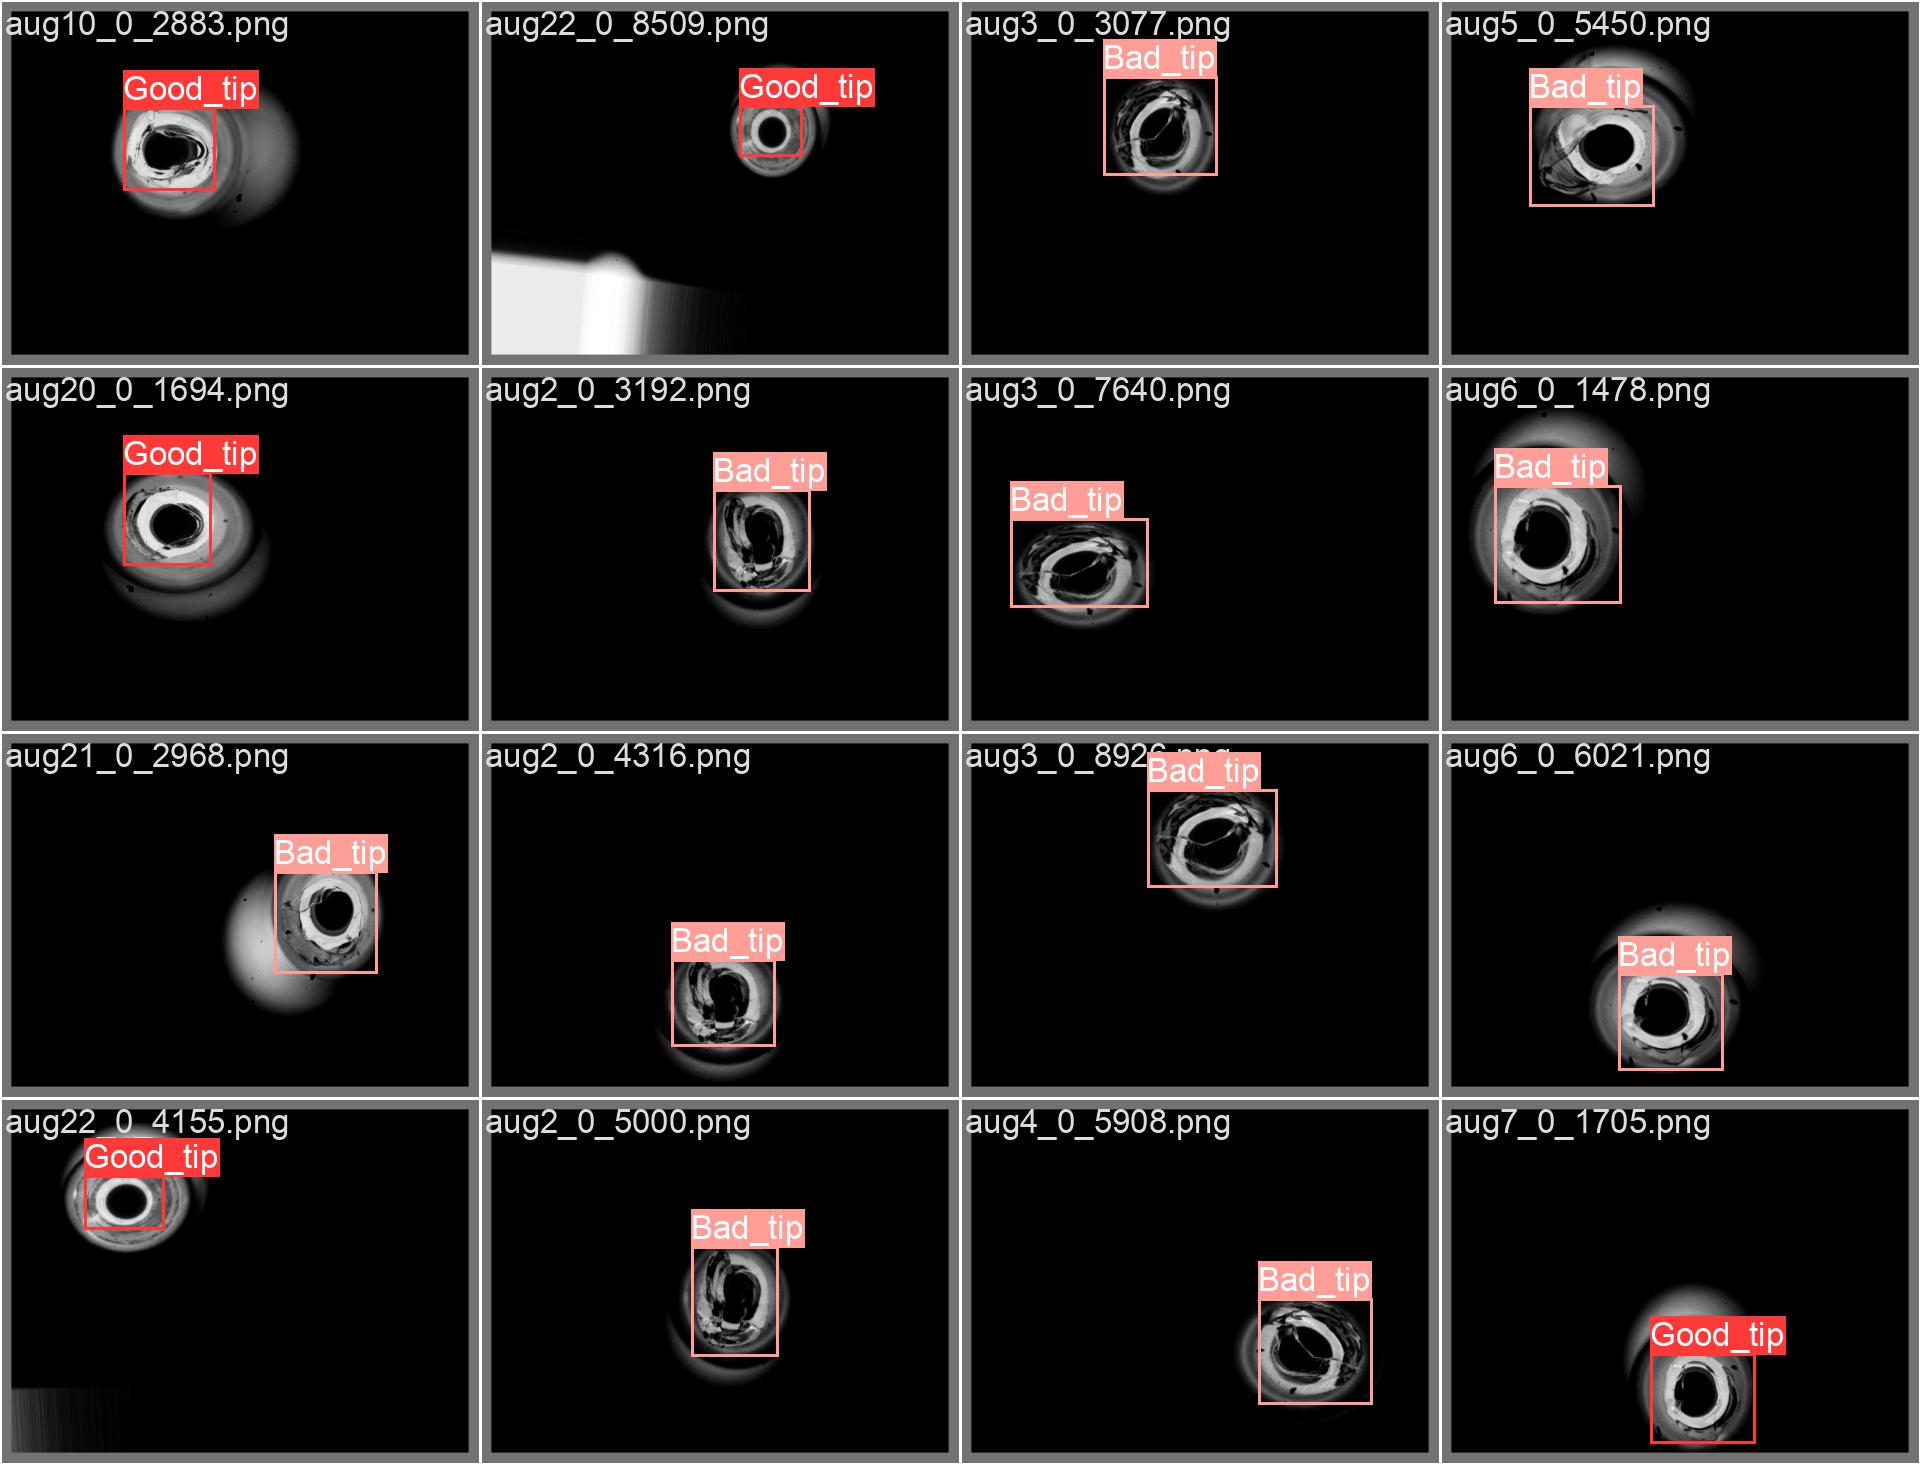 aug10_0_2883.png
Good_tip
aug22_0_8509.png
Good_tip
aug3_0_3077.png
Bad_tip
aug5_0_5450.png
Bad_tip
aug20_0_1694.png
Good_tip
aug2_0_3192.png
Bad_tip
aug3_0_7640.png
Bad_tip
aug6_0_1478.png
Bad_tip
aug21_0_2968.png
Bad_tip
aug2_0_4316.png
Bad_tip
aug3_0_8926.png
Bad_tip
aug6_0_6021.png
Bad_tip
aug22_0_4155.png
Good_tip
aug2_0_5000.png
Bad_tip
aug4_0_5908.png
Bad_tip
aug7_0_1705.png
Good_tip